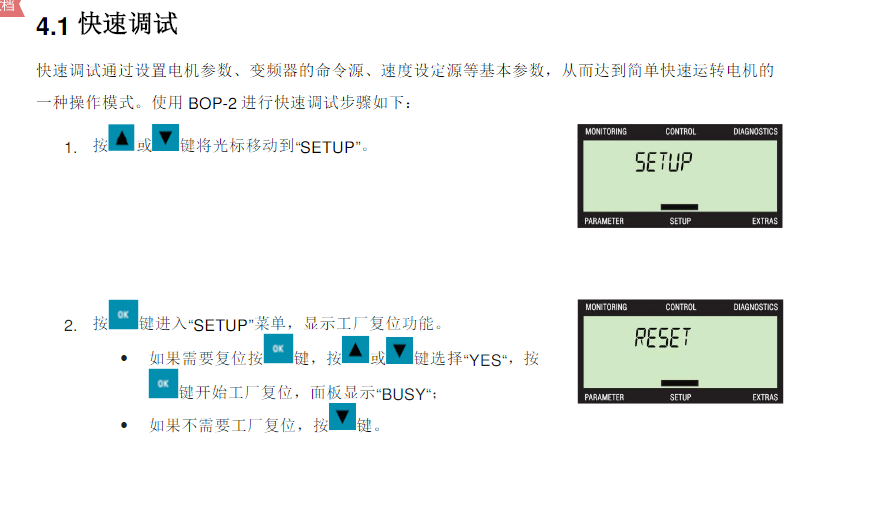 档
4.1 快速调试
快速调试通过设置电机参数、变频器的命令源、速度设定源等基本参数，从而达到简单快速运转电机的
一种操作模式。使用 BOP-2 进行快速调试步骤如下：
1. 按▲或▼键将光标移动到“SETUP”。
MONITORING CONTROL DIAGNOSTICS
SETUP
PARAMETER SETUP EXTRAS
2. 按OK键进入“SETUP”菜单，显示工厂复位功能。
• 如果需要复位按OK键，按▲或▼键选择“YES“，按
OK键开始工厂复位，面板显示“BUSY“；
• 如果不需要工厂复位，按▼键。
MONITORING CONTROL DIAGNOSTICS
RESET
PARAMETER SETUP EXTRAS